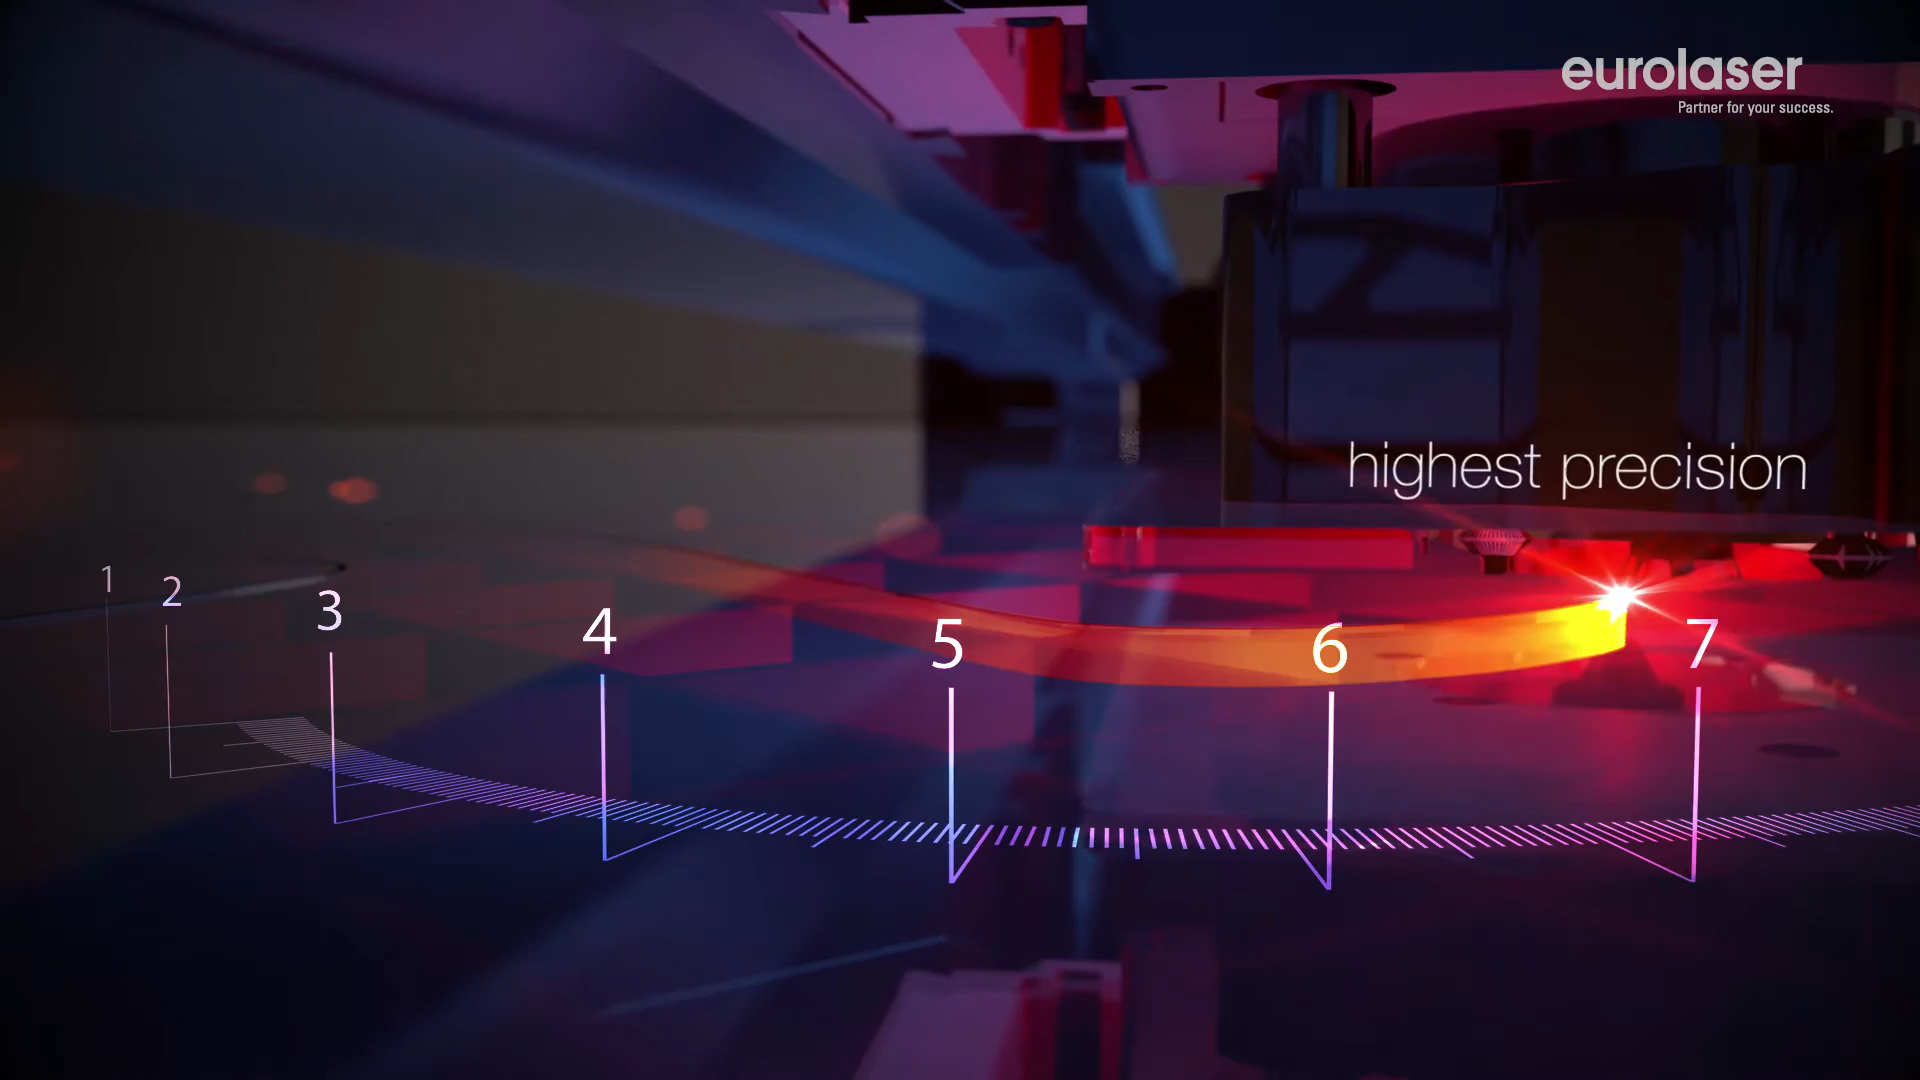 eurolaser
Partner for your success.
highest precision
1 2 3 4 5 6 7